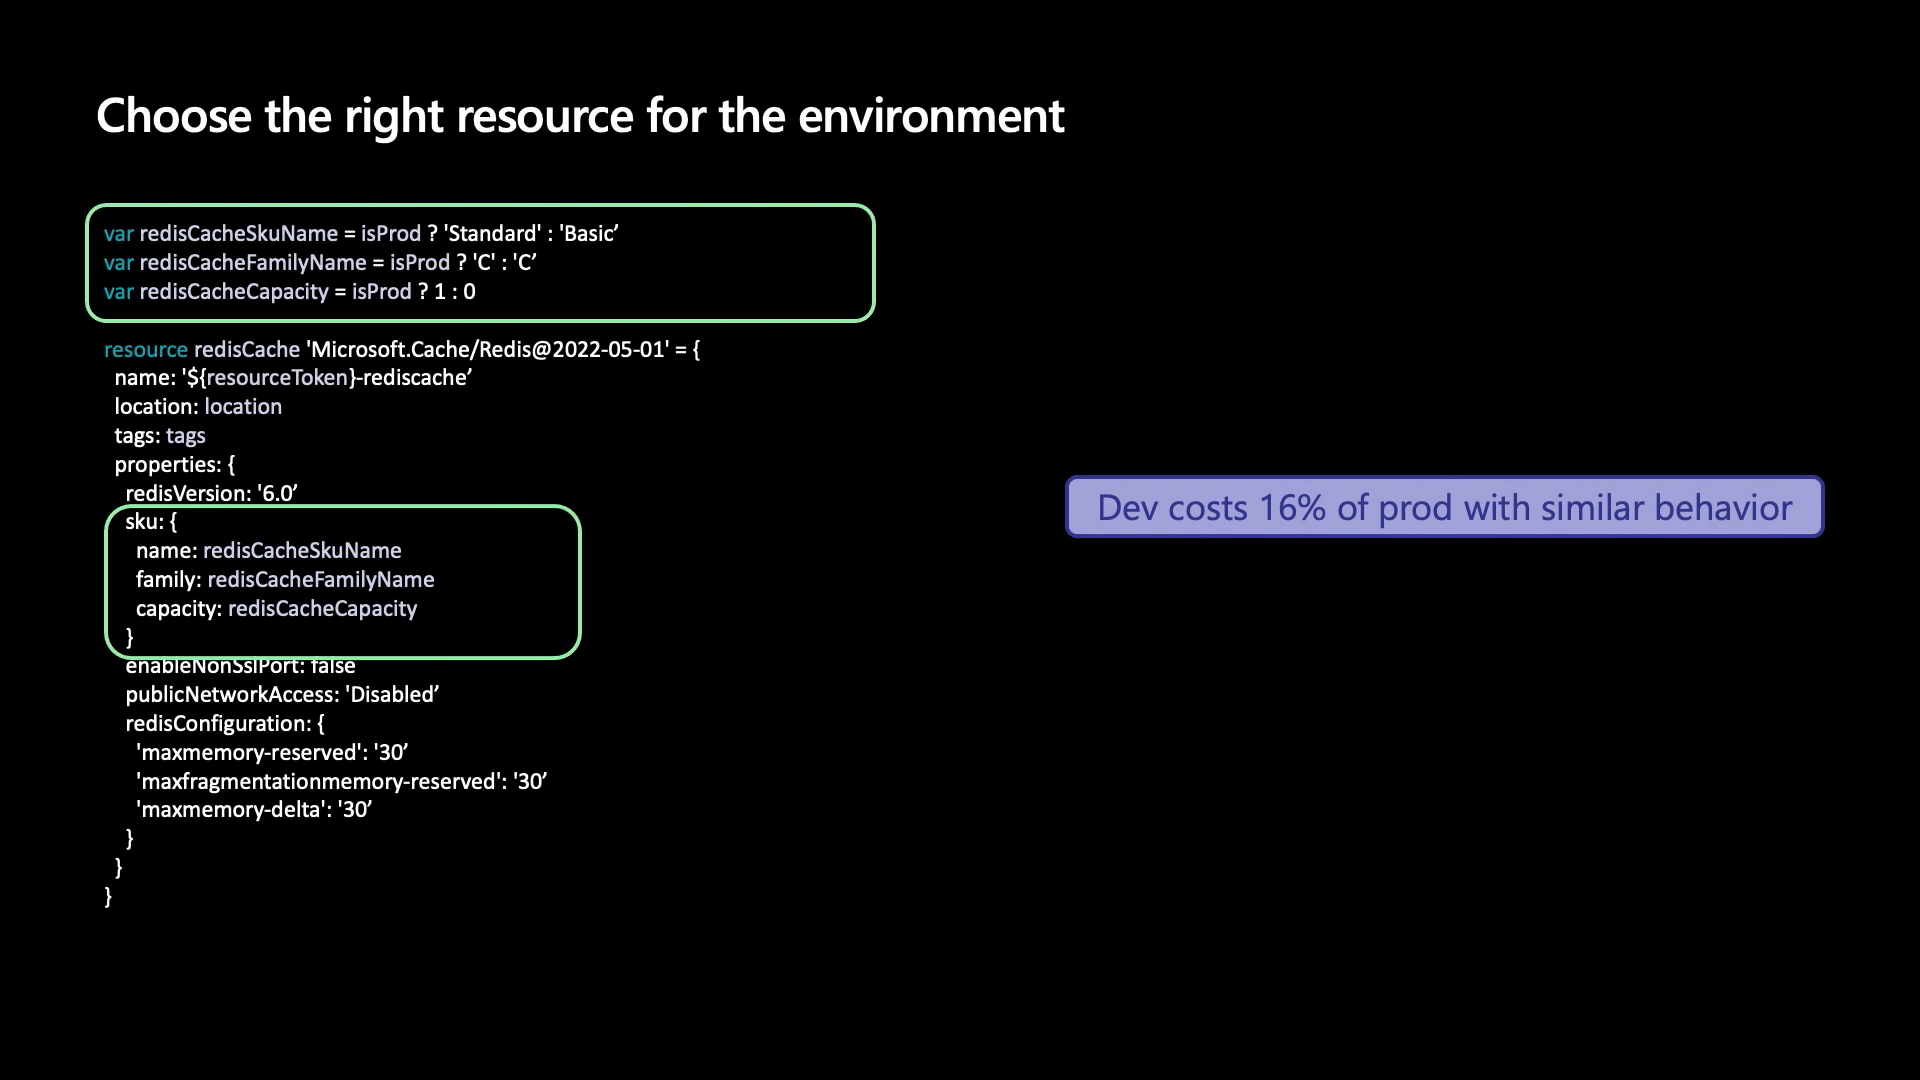 Choose the right resource for the environment
var redisCacheSkuName = isProd ? 'Standard' : 'Basic’
var redisCacheFamilyName = isProd ? 'C' : 'C’
var redisCacheCapacity = isProd ? 1 : 0
resource redisCache 'Microsoft.Cache/Redis@2022-05-01' = {
name: '${resourceToken}-rediscache’
location: location
tags: tags
properties: {
redisVersion: '6.0’
sku: {
name: redisCacheSkuName
family: redisCacheFamilyName
capacity: redisCacheCapacity
}
enableNonSslPort: false
publicNetworkAccess: 'Disabled’
redisConfiguration: {
'maxmemory-reserved': '30’
'maxfragmentationmemory-reserved': '30’
'maxmemory-delta': '30’
}
}
}
Dev costs 16% of prod with similar behavior